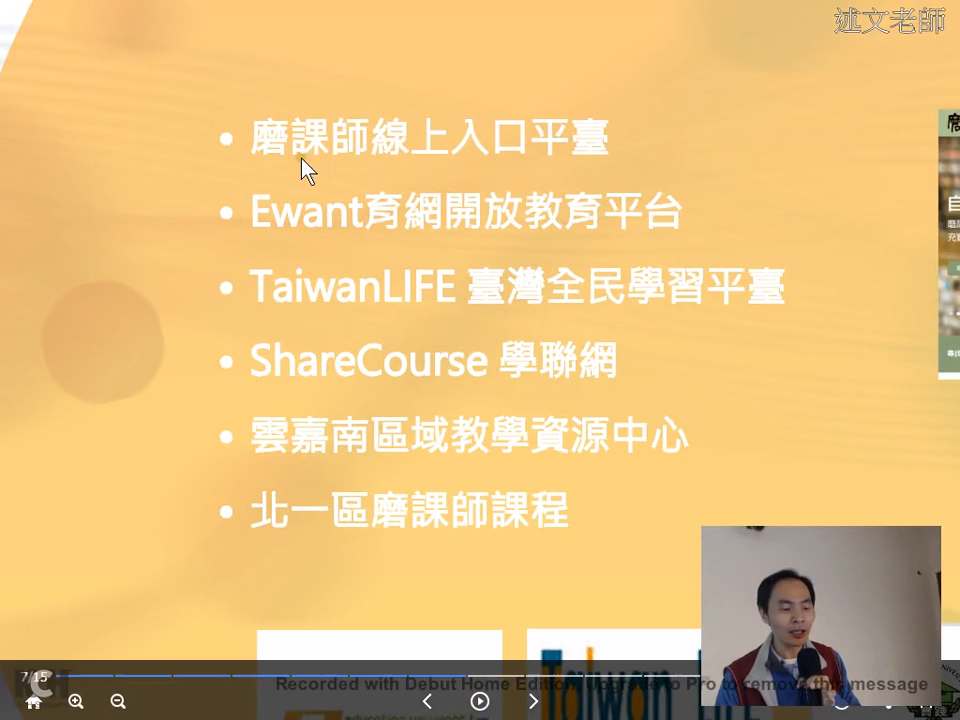 述文老師
磨課師線上入口平臺
Ewant育網開放教育平台
TaiwanLIFE 臺灣全民學習平臺
ShareCourse 學聯網
雲嘉南區域教學資源中心
北一區磨課師課程
7/15
Recorded with Debut Home Edition. Upgrade to Pro to remove this message